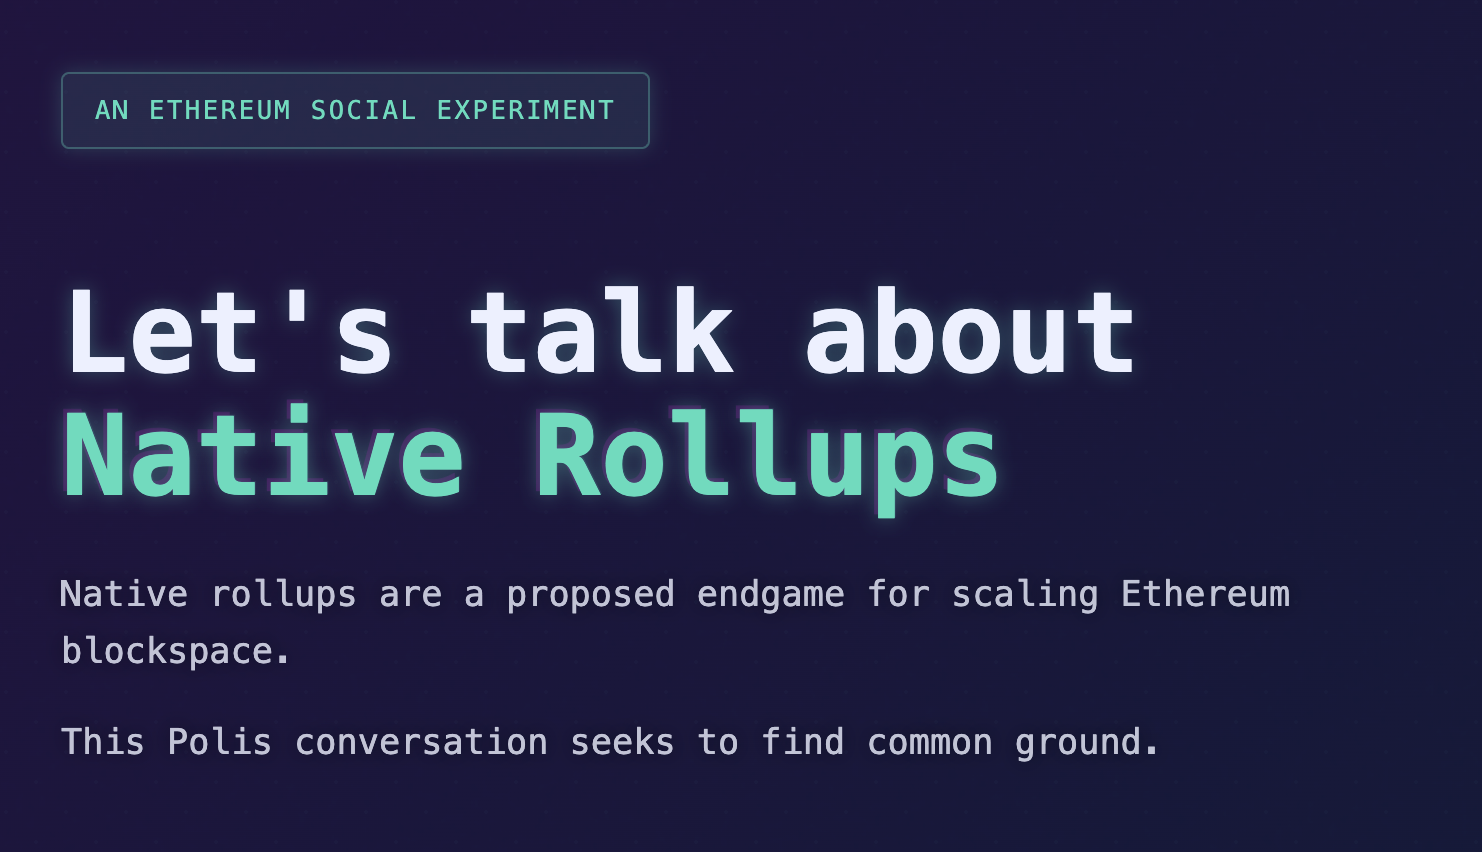 AN ETHEREUM SOCIAL EXPERIMENT
Let's talk about
Native Rollups
Native rollups are a proposed endgame for scaling Ethereum
blockspace.
This Polis conversation seeks to find common ground.